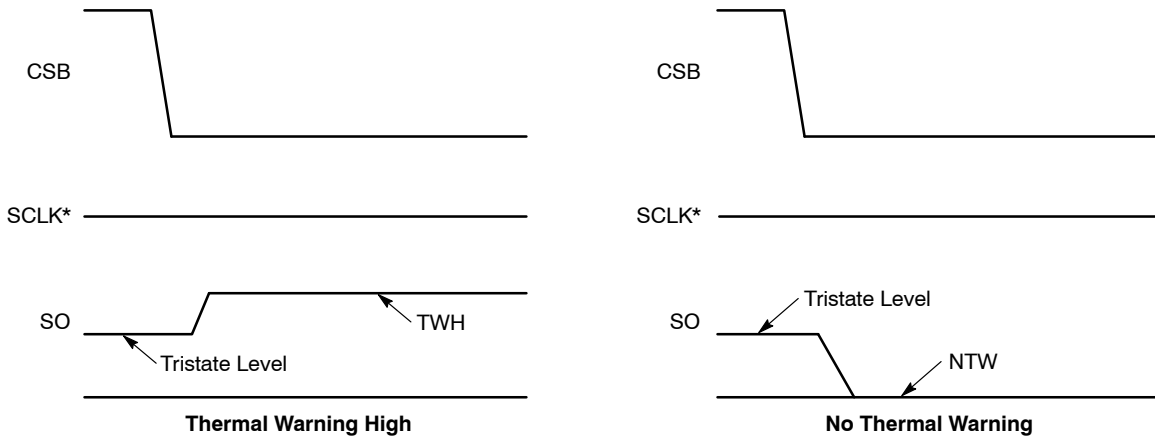 CSB
SCLK*
SO
TWH
Tristate Level
Thermal Warning High
CSB
SCLK*
SO
Tristate Level
NTW
No Thermal Warning